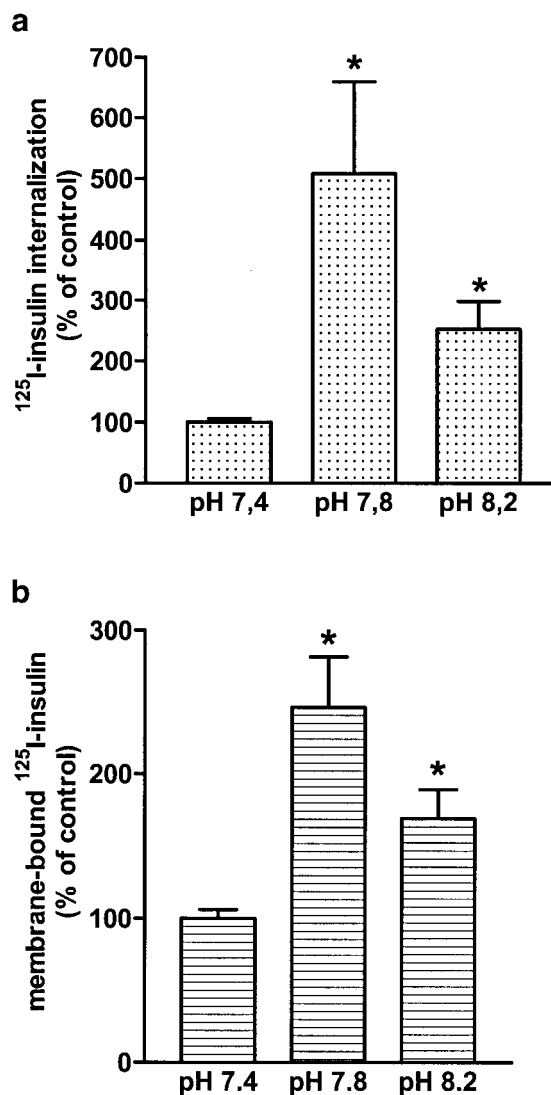 a
¹²⁵I-insulin internalization
(% of control)
700
600
500
400
300
200
100
0
*
*
pH 7,4 pH 7,8 pH 8,2
b
membrane-bound ¹²⁵I-insulin
(% of control)
300
200
100
0
*
*
pH 7.4 pH 7.8 pH 8.2